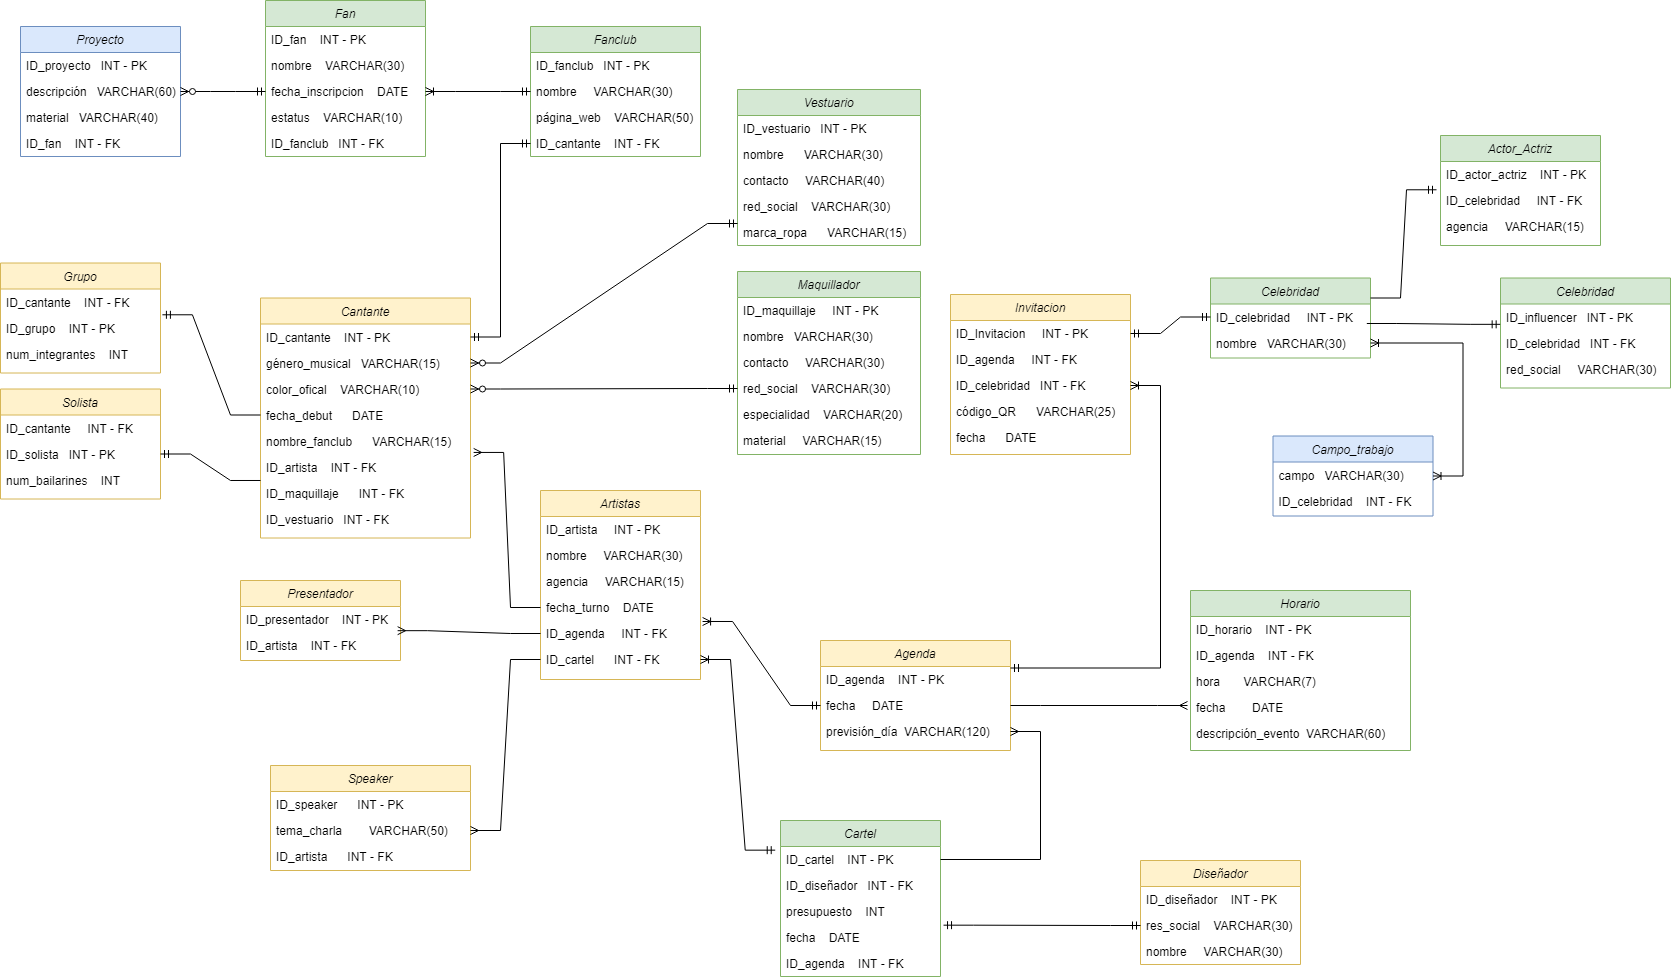 Proyecto
ID_proyecto INT - PK
descripción VARCHAR(60)
material VARCHAR(40)
ID_fan INT - FK
Fan
ID_fan INT - PK
nombre VARCHAR(30)
fecha_inscripcion DATE
estatus VARCHAR(10)
ID_fanclub INT - FK
Fanclub
ID_fanclub INT - PK
nombre VARCHAR(30)
página_web VARCHAR(50)
ID_cantante INT - FK
Vestuario
ID_vestuario INT - PK
nombre VARCHAR(30)
contacto VARCHAR(40)
red_social VARCHAR(30)
marca_ropa VARCHAR(15)
Actor_Actriz
ID_actor_actriz INT - PK
ID_celebridad INT - FK
agencia VARCHAR(15)
Grupo
ID_cantante INT - FK
ID_grupo INT - PK
num_integrantes INT
Solista
ID_cantante INT - FK
ID_solista INT - PK
num_bailarines INT
Cantante
ID_cantante INT - PK
género_musical VARCHAR(15)
color_ofical VARCHAR(10)
fecha_debut DATE
nombre_fanclub VARCHAR(15)
ID_artista INT - FK
ID_maquillaje INT - FK
ID_vestuario INT - FK
Maquillador
ID_maquillaje INT - PK
nombre VARCHAR(30)
contacto VARCHAR(30)
red_social VARCHAR(30)
especialidad VARCHAR(20)
material VARCHAR(15)
Invitacion
ID_Invitacion INT - PK
ID_agenda INT - FK
ID_celebridad INT - FK
código_QR VARCHAR(25)
fecha DATE
Celebridad
ID_celebridad INT - PK
nombre VARCHAR(30)
Celebridad
ID_influencer INT - PK
ID_celebridad INT - FK
red_social VARCHAR(30)
Campo_trabajo
campo VARCHAR(30)
ID_celebridad INT - FK
Artistas
ID_artista INT - PK
nombre VARCHAR(30)
agencia VARCHAR(15)
fecha_turno DATE
ID_agenda INT - FK
ID_cartel INT - FK
Presentador
ID_presentador INT - PK
ID_artista INT - FK
Agenda
ID_agenda INT - PK
fecha DATE
previsión_día VARCHAR(120)
Horario
ID_horario INT - PK
ID_agenda INT - FK
hora VARCHAR(7)
fecha DATE
descripción_evento VARCHAR(60)
Speaker
ID_speaker INT - PK
tema_charla VARCHAR(50)
ID_artista INT - FK
Cartel
ID_cartel INT - PK
ID_diseñador INT - FK
presupuesto INT
fecha DATE
ID_agenda INT - FK
Diseñador
ID_diseñador INT - PK
res_social VARCHAR(30)
nombre VARCHAR(30)